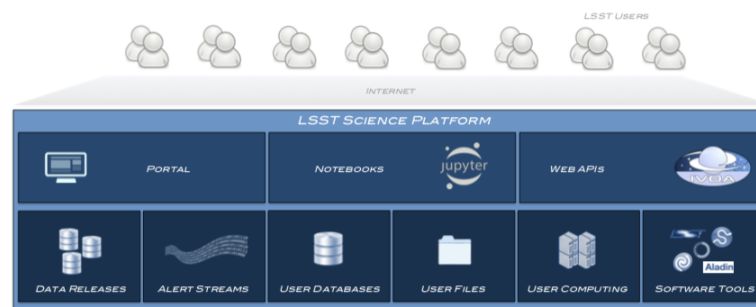 LSST Users
INTERNET
LSST SCIENCE PLATFORM
PORTAL
NOTEBOOKS
jupyter
WEB APIS
IVOA
DATA RELEASES
ALERT STREAMS
USER DATABASES
USER FILES
USER COMPUTING
LSST
Aladin
SOFTWARE TOOLS